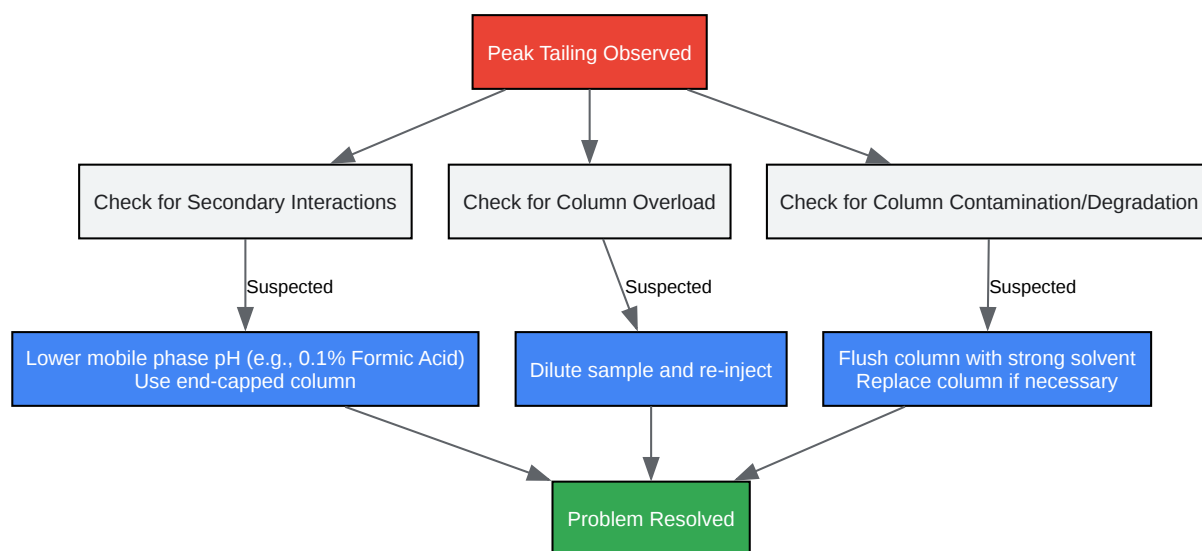 Peak Tailing Observed
Check for Secondary Interactions
Check for Column Overload
Check for Column Contamination/Degradation
Suspected
Suspected
Suspected
Lower mobile phase pH (e.g., 0.1% Formic Acid)
Use end-capped column
Dilute sample and re-inject
Flush column with strong solvent
Replace column if necessary
Problem Resolved